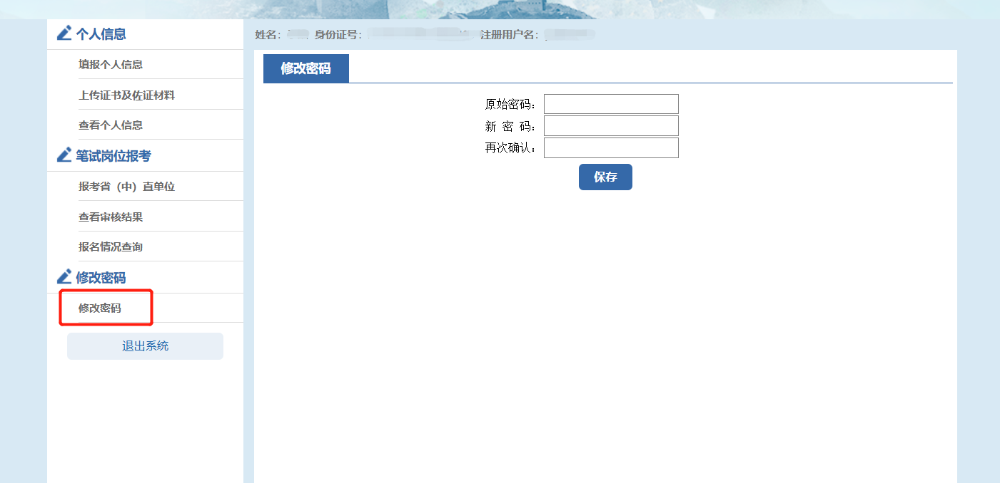 个人信息
填报个人信息
上传证书及佐证材料
查看个人信息
笔试岗位报考
报考省（中）直单位
查看审核结果
报名情况查询
修改密码
修改密码
退出系统
姓名： 身份证号： 注册用户名：
修改密码
原始密码：
新 密 码：
再次确认：
保存